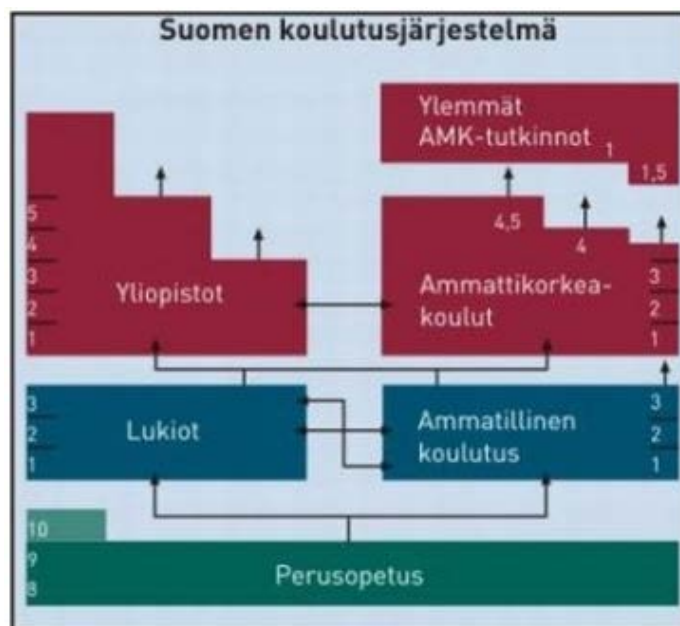 Suomen koulutusjärjestelmä
Ylemmät
AMK-tutkinnot
1
1,5
5
4
3
2
1
Yliopistot
4,5
4
Ammattikorkea-
koulut
3
2
1
3
2
1
Lukiot
Ammatillinen
koulutus
3
2
1
10
9
8
Perusopetus